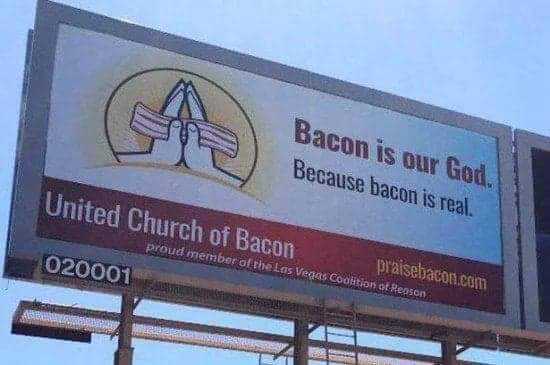 Bacon is our God.
Because bacon is real.
United Church of Bacon
praisebacon.com
proud member of the Las Vegas Coalition of Reason
020001